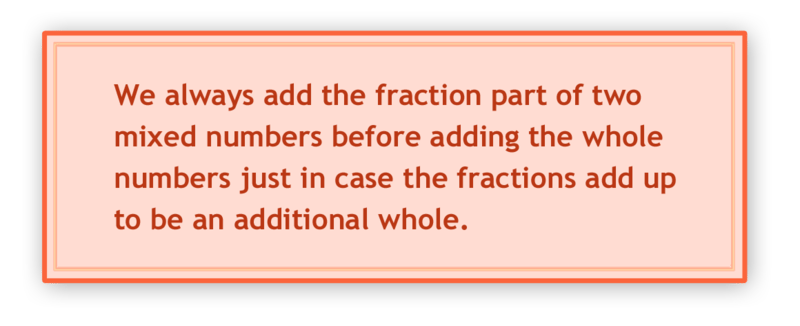 We always add the fraction part of two
mixed numbers before adding the whole
numbers just in case the fractions add up
to be an additional whole.